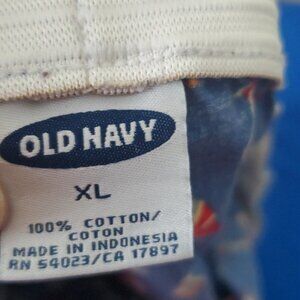 OLD NAVY
XL
100% COTTON/
COTON
MADE IN INDONESIA
RN 54023/CA 17897